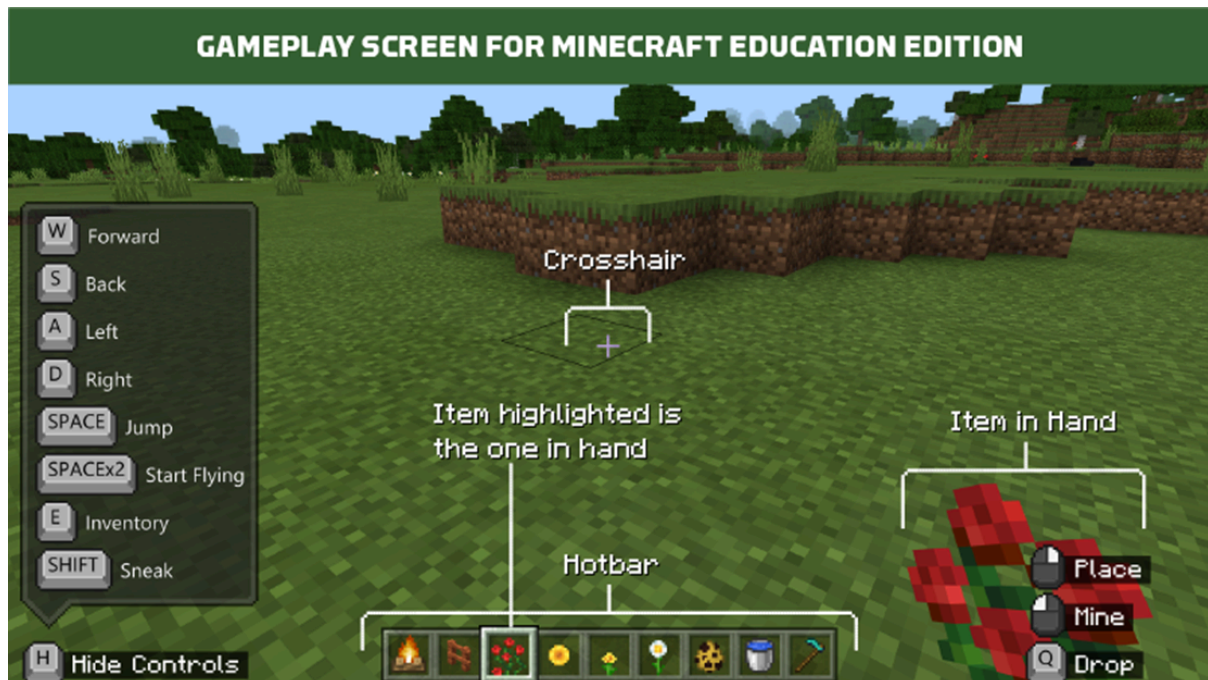 GAMEPLAY SCREEN FOR MINECRAFT EDUCATION EDITION
W Forward
S Back
A Left
D Right
SPACE Jump
SPACEx2 Start Flying
E Inventory
SHIFT Sneak
H Hide Controls
Crosshair
Item highlighted is
the one in hand
Hotbar
Item in Hand
Place
Mine
Q Drop